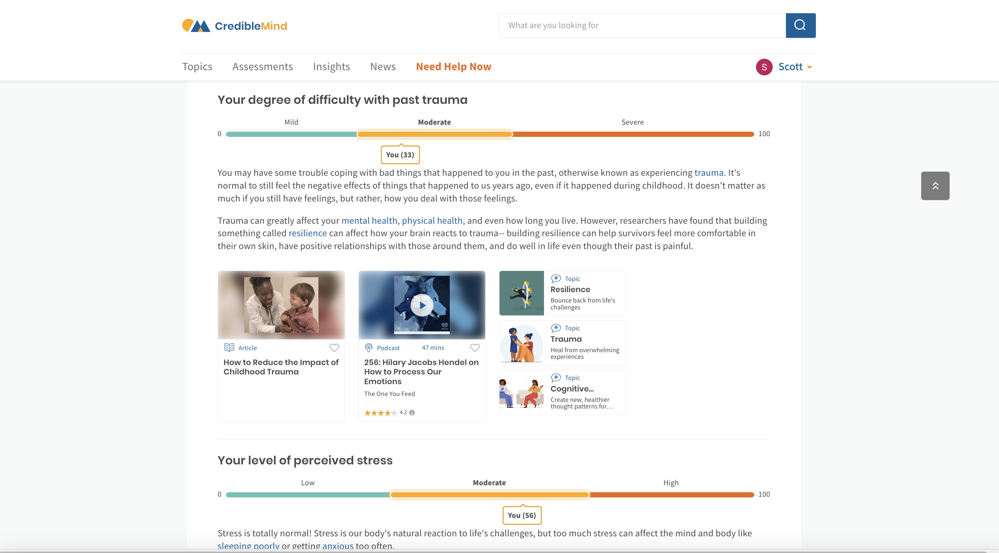 CredibleMind
What are you looking for
Topics
Assessments
Insights
News
Need Help Now
S
Scott
Your degree of difficulty with past trauma
Mild
Moderate
Severe
0
100
You (33)
You may have some trouble coping with bad things that happened to you in the past, otherwise known as experiencing trauma. It's
normal to still feel the negative effects of things that happened to us years ago, even if it happened during childhood. It doesn't matter as
much if you still have feelings, but rather, how you deal with those feelings.
Trauma can greatly affect your mental health, physical health, and even how long you live. However, researchers have found that building
something called resilience can affect how your brain reacts to trauma-- building resilience can help survivors feel more comfortable in
their own skin, have positive relationships with those around them, and do well in life even though their past is painful.
Article
How to Reduce the Impact of
Childhood Trauma
THE ONE
YOU FEED
iHeart
Podcast
47 mins
256: Hilary Jacobs Hendel on
How to Process Our
Emotions
The One You Feed
4.2
# Topic
Resilience
Bounce back from life's
challenges
# Topic
Trauma
Heal from overwhelming
experiences
# Topic
Cognitive...
Create new, healthier
thought patterns for...
Your level of perceived stress
Low
Moderate
High
0
100
You (56)
Stress is totally normal! Stress is our body's natural reaction to life's challenges, but too much stress can affect the mind and body like
sleeping poorly or getting anxious too often.